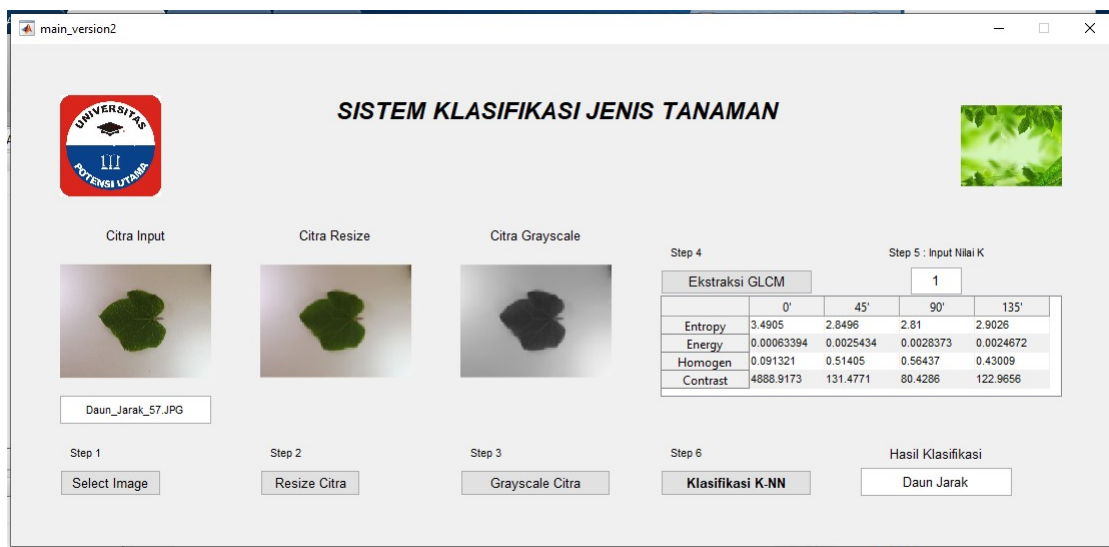 main_version2
UNIVERSITAS
POTENSI UTAMA
SISTEM KLASIFIKASI JENIS TANAMAN
Citra Input
Citra Resize
Citra Grayscale
Step 4
Step 5 : Input Nilai K
Ekstraksi GLCM
1
0' 45' 90' 135'
Entropy 3.4905 2.8496 2.81 2.9026
Energy 0.00063394 0.0025434 0.0028373 0.0024672
Homogen 0.091321 0.51405 0.56437 0.43009
Contrast 4888.9173 131.4771 80.4286 122.9656
Daun_Jarak_57.JPG
Step 1
Step 2
Step 3
Step 6
Hasil Klasifikasi
Select Image
Resize Citra
Grayscale Citra
Klasifikasi K-NN
Daun Jarak